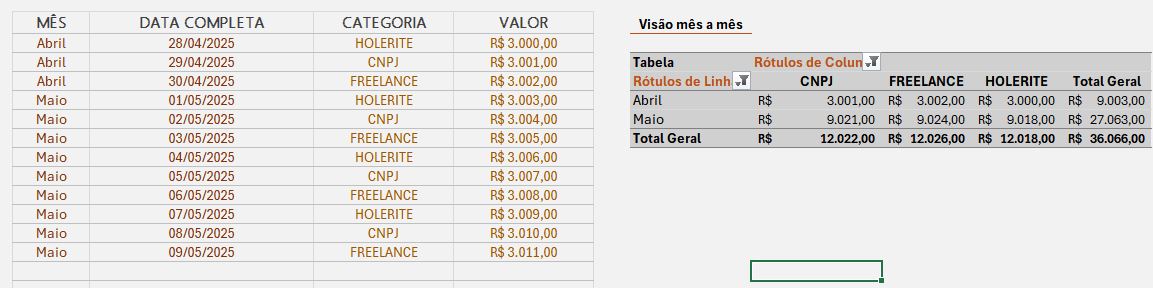 MÊS DATA COMPLETA CATEGORIA VALOR
Abril 28/04/2025 HOLERITE R$ 3.000,00
Abril 29/04/2025 CNPJ R$ 3.001,00
Abril 30/04/2025 FREELANCE R$ 3.002,00
Maio 01/05/2025 HOLERITE R$ 3.003,00
Maio 02/05/2025 CNPJ R$ 3.004,00
Maio 03/05/2025 FREELANCE R$ 3.005,00
Maio 04/05/2025 HOLERITE R$ 3.006,00
Maio 05/05/2025 CNPJ R$ 3.007,00
Maio 06/05/2025 FREELANCE R$ 3.008,00
Maio 07/05/2025 HOLERITE R$ 3.009,00
Maio 08/05/2025 CNPJ R$ 3.010,00
Maio 09/05/2025 FREELANCE R$ 3.011,00
Visão mês a mês
Tabela Rótulos de Colun
Rótulos de Linh CNPJ FREELANCE HOLERITE Total Geral
Abril R$ 3.001,00 R$ 3.002,00 R$ 3.000,00 R$ 9.003,00
Maio R$ 9.021,00 R$ 9.024,00 R$ 9.018,00 R$ 27.063,00
Total Geral R$ 12.022,00 R$ 12.026,00 R$ 12.018,00 R$ 36.066,00